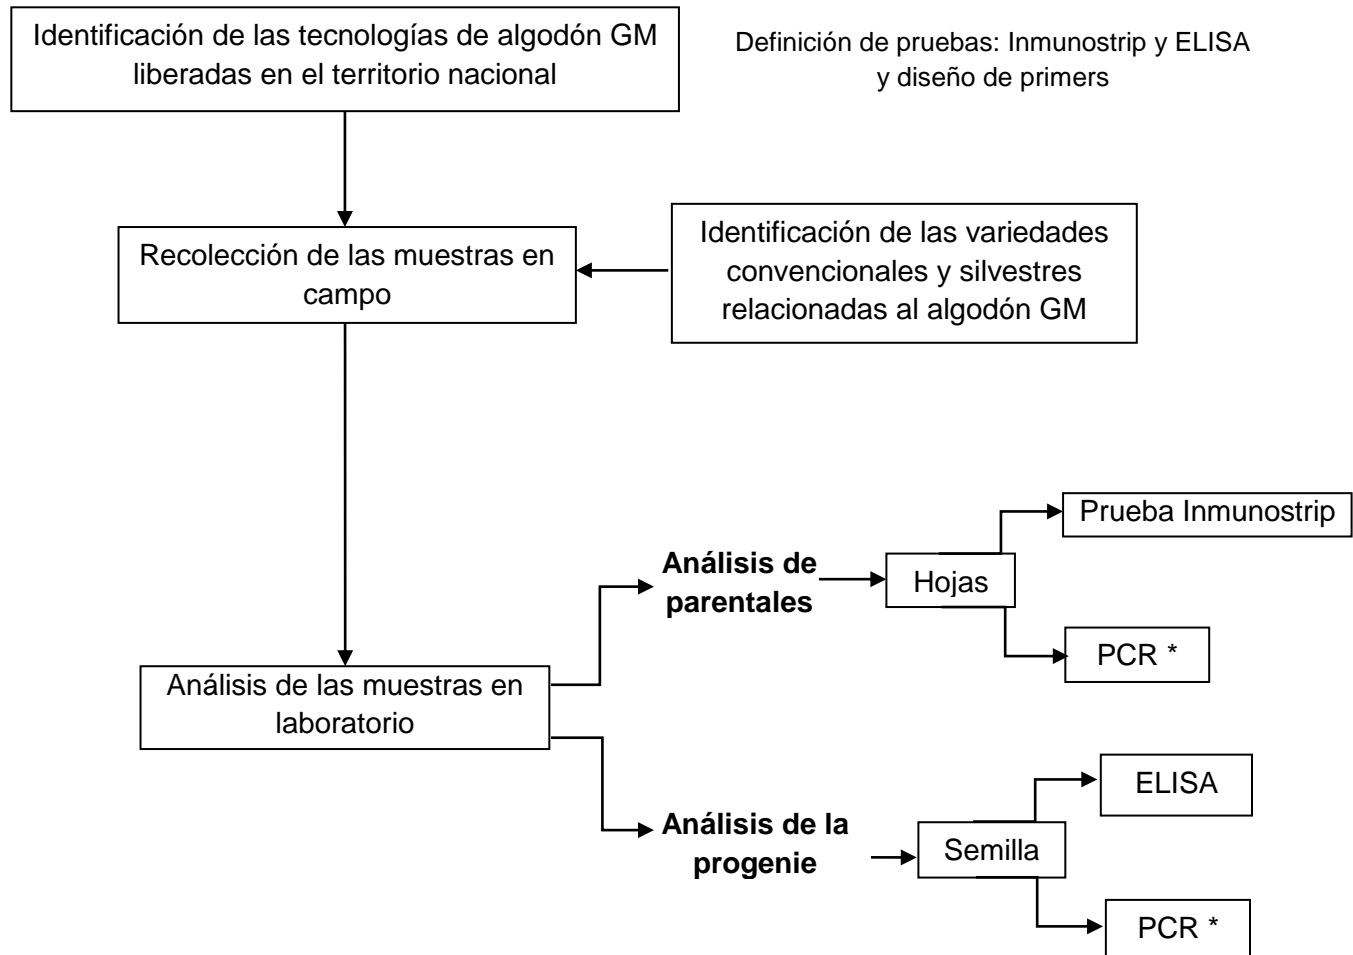 Identificación de las tecnologías de algodón GM
liberadas en el territorio nacional
Definición de pruebas: Inmunostrip y ELISA
y diseño de primers
Recolección de las muestras en
campo
Identificación de las variedades
convencionales y silvestres
relacionadas al algodón GM
Análisis de las muestras en
laboratorio
Análisis de
parentales
Hojas
Prueba Inmunostrip
PCR *
Análisis de la
progenie
Semilla
ELISA
PCR *